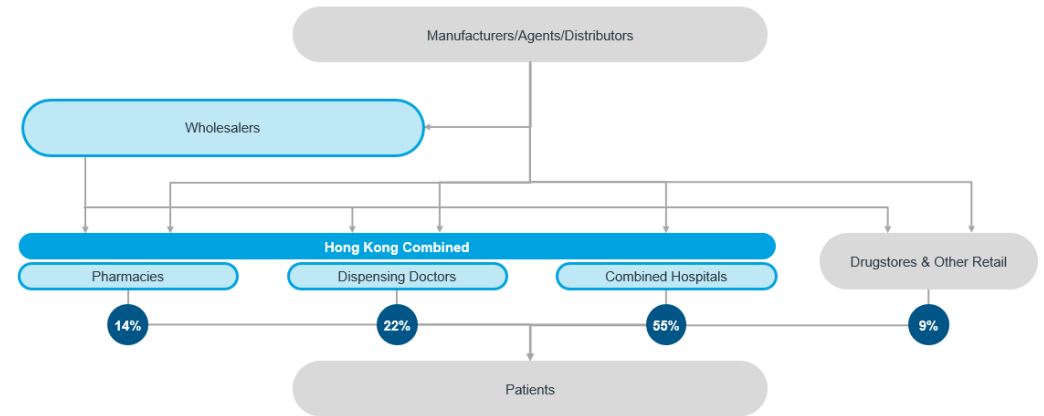 Manufacturers/Agents/Distributors
Wholesalers
Hong Kong Combined
Pharmacies
Dispensing Doctors
Combined Hospitals
Drugstores & Other Retail
14%
22%
55%
9%
Patients